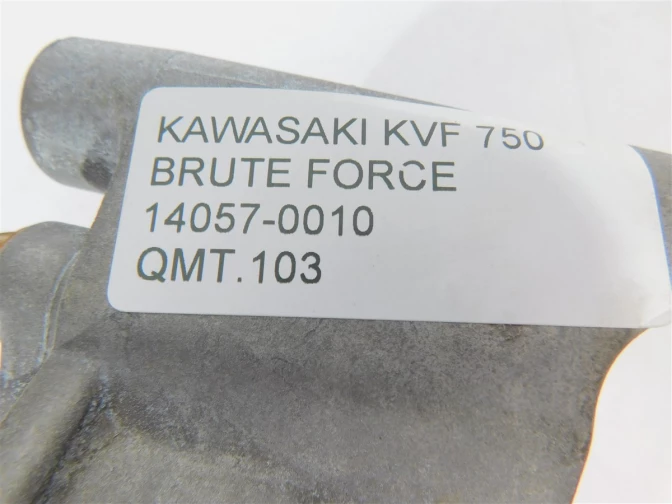 KAWASAKI KVF 750
BRUTE FORCE
14057-0010
QMT.103